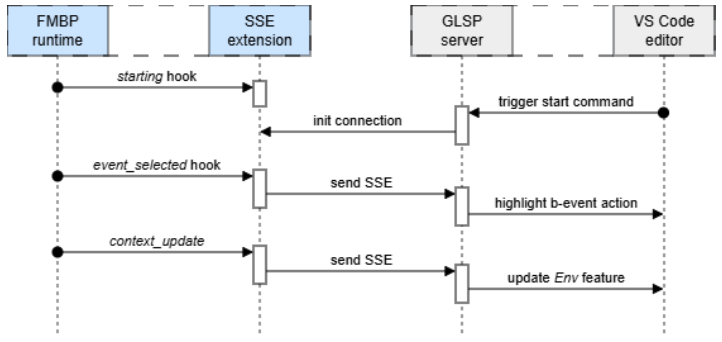 FMBP
runtime
SSE
extension
GLSP
server
VS Code
editor
starting hook
trigger start command
init connection
event_selected hook
send SSE
highlight b-event action
context_update
send SSE
update Env feature